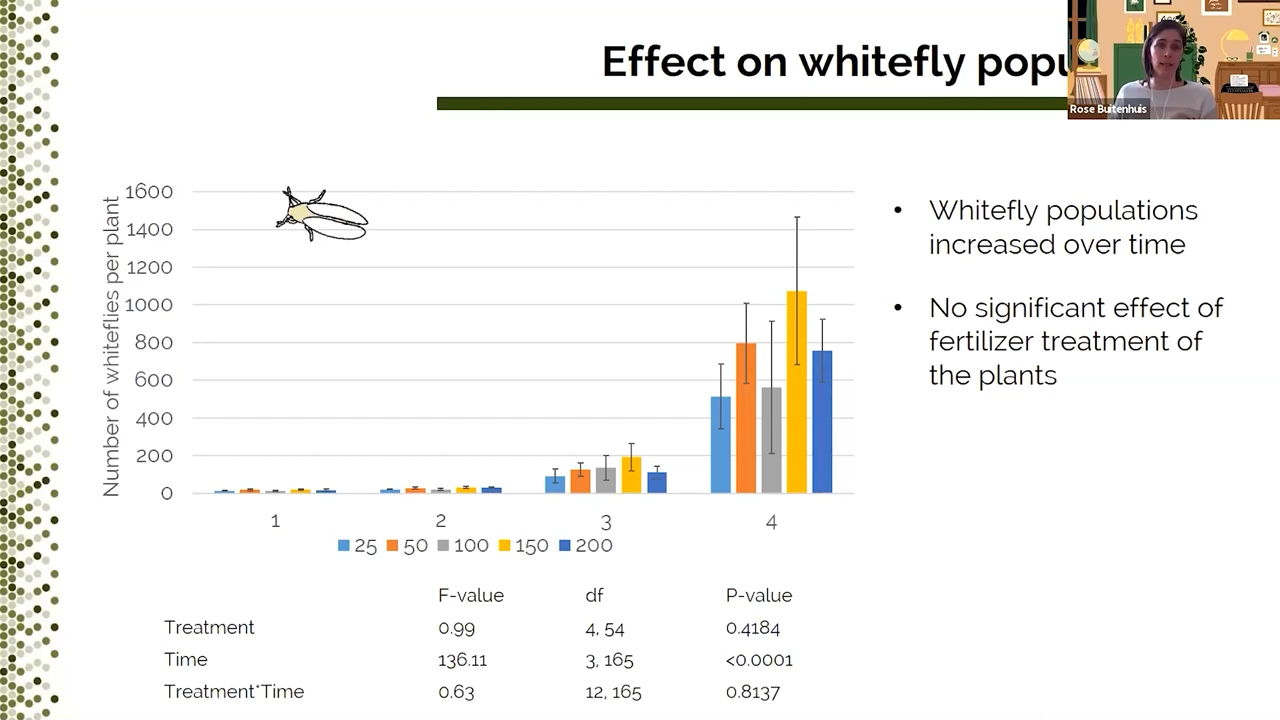 Effect on whitefly popu
Rose Buitenhuis
Number of whiteflies per plant
1600
1400
1200
1000
800
600
400
200
0
1 2 3 4
25 50 100 150 200
• Whitefly populations
increased over time
• No significant effect of
fertilizer treatment of
the plants
F-value df P-value
Treatment 0.99 4, 54 0.4184
Time 136.11 3, 165 <0.0001
Treatment*Time 0.63 12, 165 0.8137